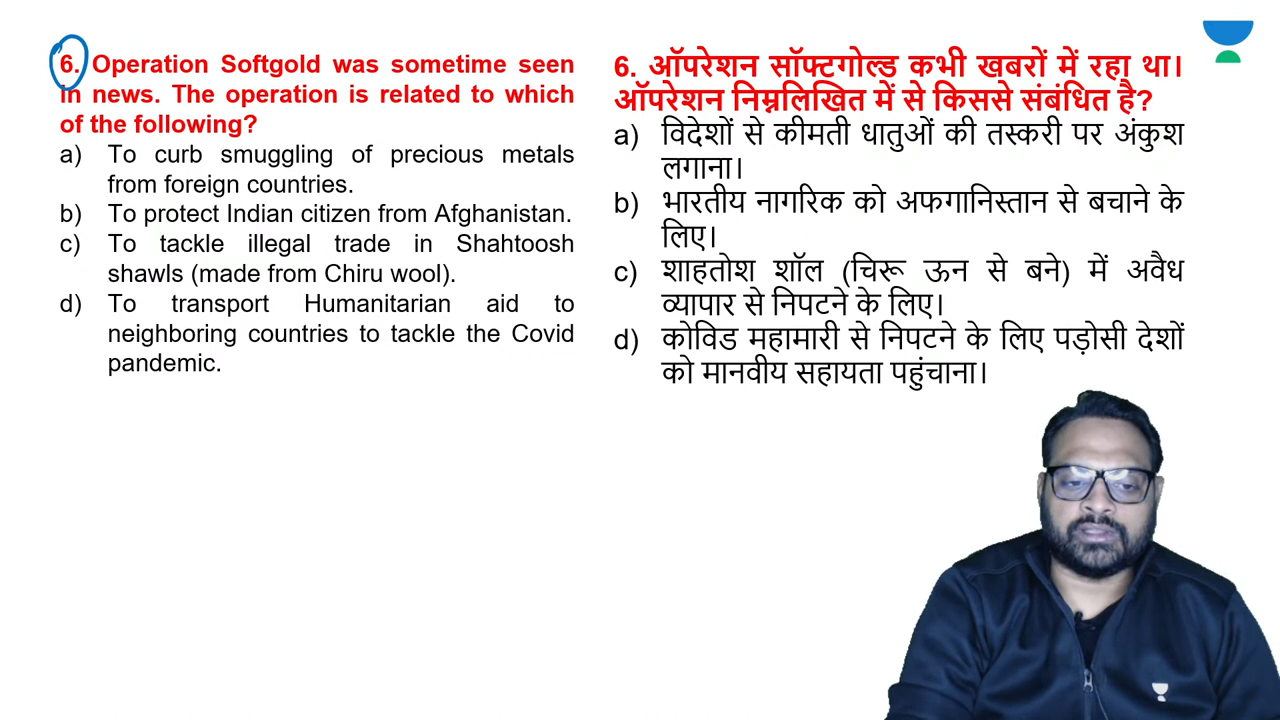 6. Operation Softgold was sometime seen
in news. The operation is related to which
of the following?
a) To curb smuggling of precious metals
from foreign countries.
b) To protect Indian citizen from Afghanistan.
c) To tackle illegal trade in Shahtoosh
shawls (made from Chiru wool).
d) To transport Humanitarian aid to
neighboring countries to tackle the Covid
pandemic.
6. ऑपरेशन सॉफ्टगोल्ड कभी खबरों में रहा था।
ऑपरेशन निम्नलिखित में से किससे संबंधित है?
a) विदेशों से कीमती धातुओं की तस्करी पर अंकुश
लगाना।
b) भारतीय नागरिक को अफगानिस्तान से बचाने के
लिए।
c) शाहतोश शॉल (चिरू ऊन से बने) में अवैध
व्यापार से निपटने के लिए।
d) कोविड महामारी से निपटने के लिए पड़ोसी देशों
को मानवीय सहायता पहुंचाना।